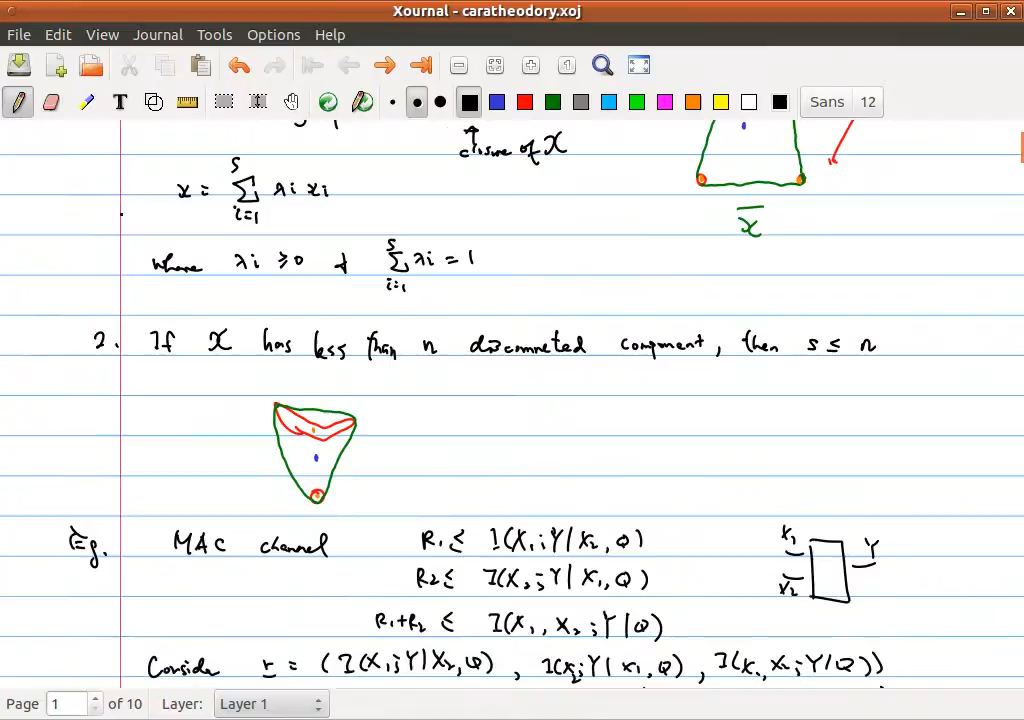 Xournal - caratheodory.xoj
File Edit View Journal Tools Options Help
Sans 12
closure of X
x = S∑i=1 λi xi
X̄
where λi ≥0 & S∑i=1 λi = 1
2. If X has less than n disconneted component, then s ≤ n
Eg. MAC channel R1 ≤ I(X1;Y|X2,Q)
X1 Y
R2 ≤ I(X2;Y|X1,Q)
X2
R1+R2 ≤ I(X1,X2;Y|Q)
Consider r = (I(X1;Y|X2,Q), I(X2;Y|X1,Q), I(X1,X2;Y|Q))
Page 1 of 10 Layer: Layer 1